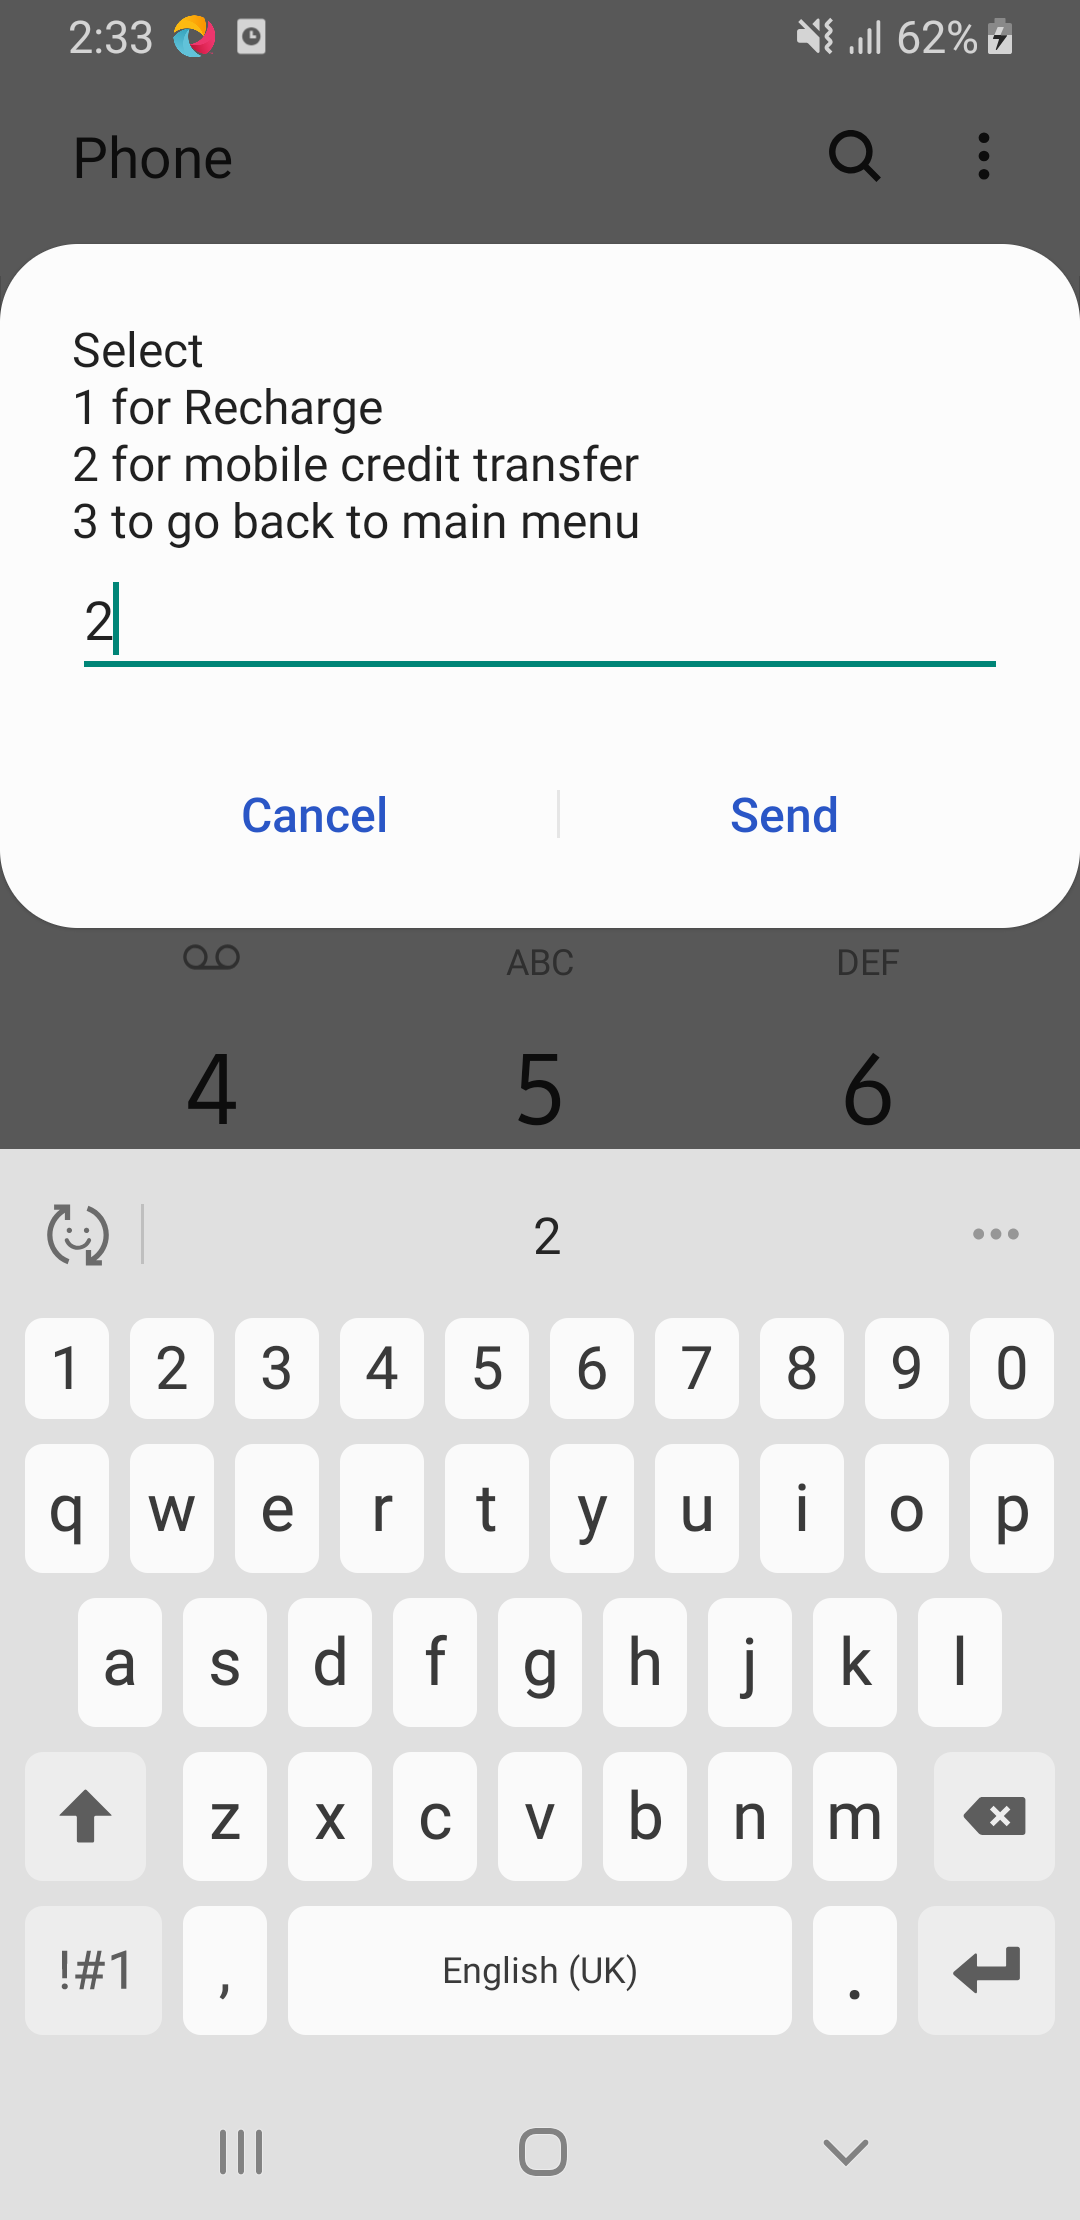 2:33 62%
Phone
Select
1 for Recharge
2 for mobile credit transfer
3 to go back to main menu
2
Cancel Send
ABC DEF
4 5 6
2
1 2 3 4 5 6 7 8 9 0
q w e r t y u i o p
a s d f g h j k l
z x c v b n m
!#1 , English (UK) .